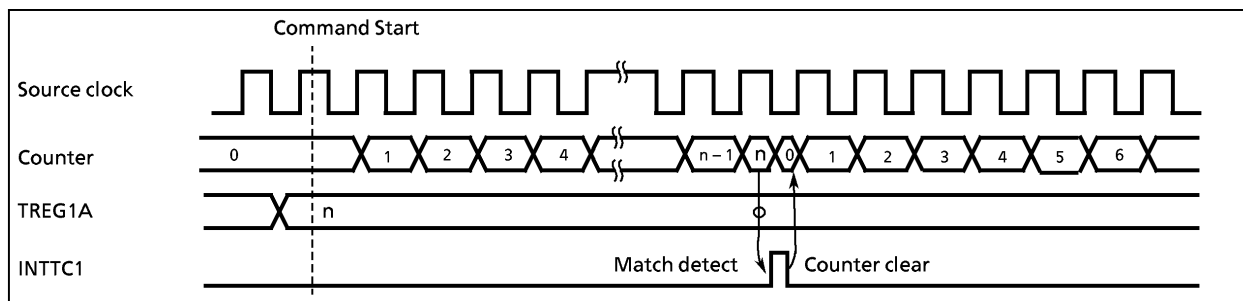 Command Start
Source clock
Counter 0 1 2 3 4 n – 1 n 0 1 2 3 4 5 6
TREG1A n
INTTC1 Match detect Counter clear